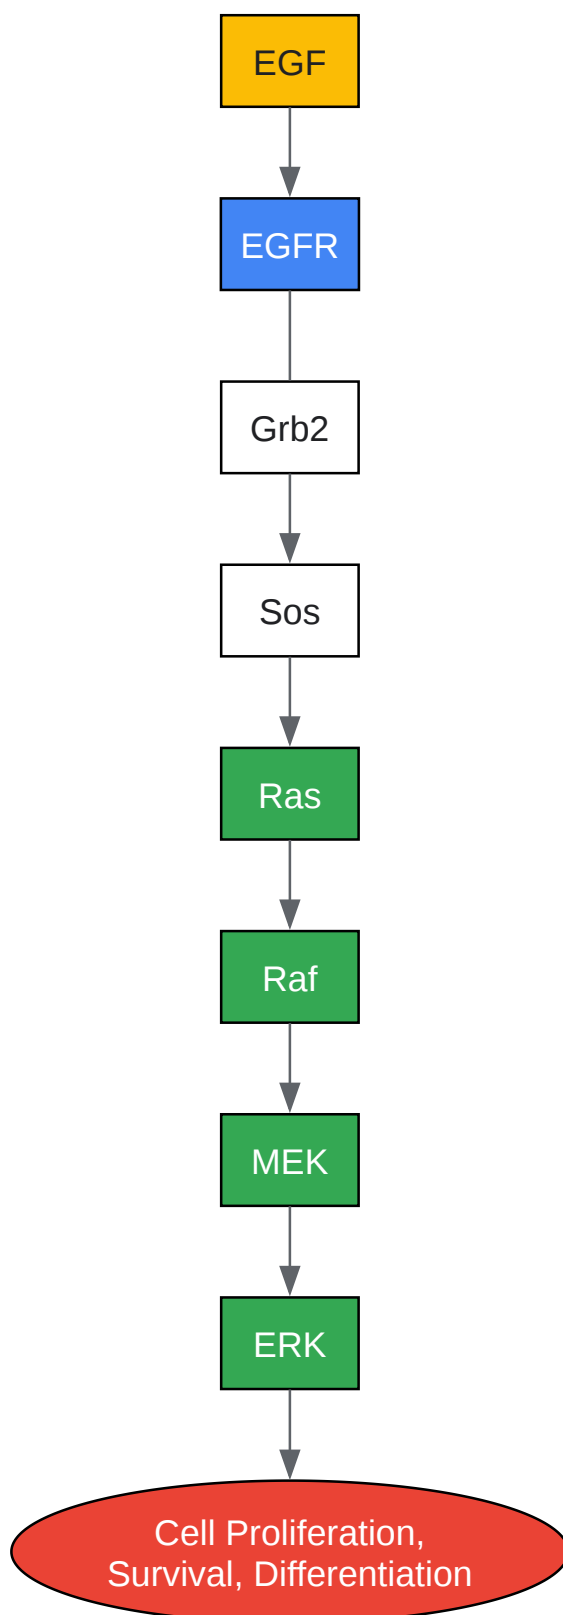 EGF
EGFR
Grb2
Sos
Ras
Raf
MEK
ERK
Cell Proliferation,
Survival, Differentiation